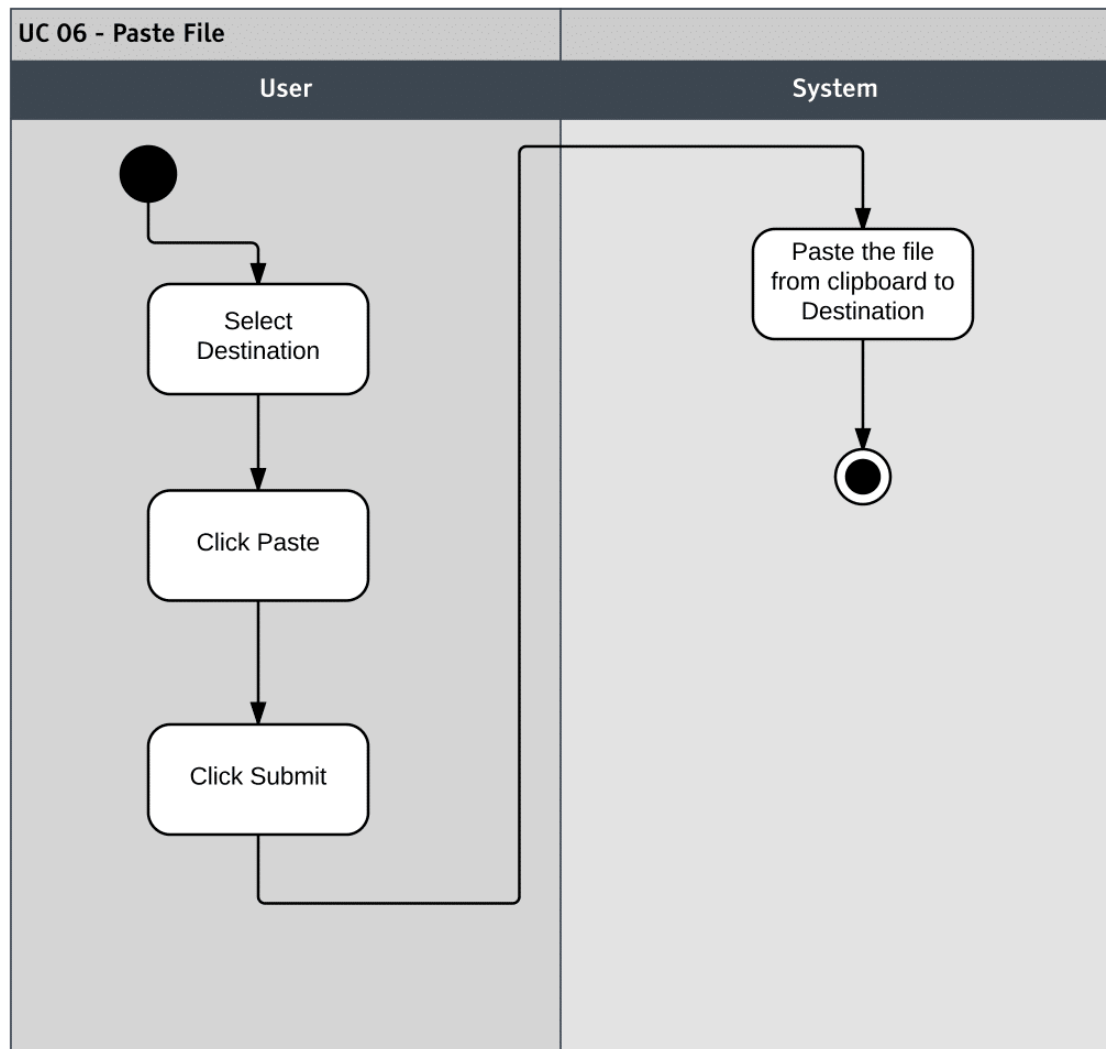 UC 06 - Paste File
User
System
Select
Destination
Click Paste
Click Submit
Paste the file
from clipboard to
Destination